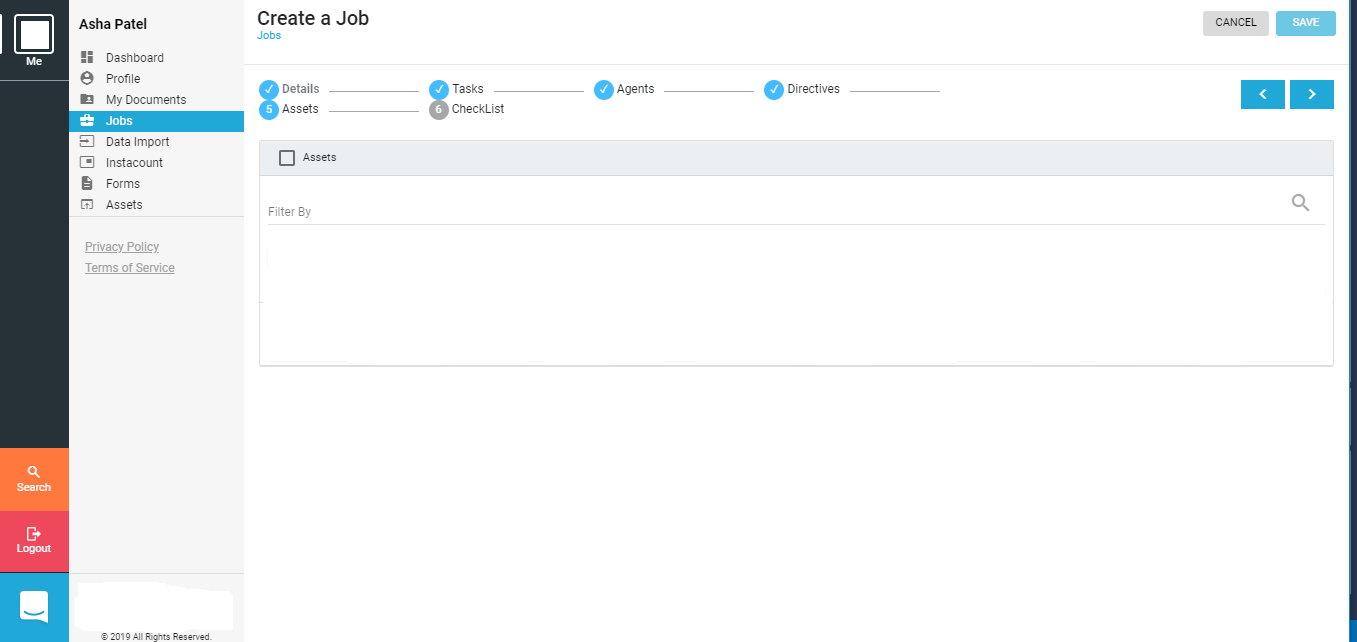 Me
Search
Logout
Asha Patel
Dashboard
Profile
My Documents
Jobs
Data Import
Instacount
Forms
Assets
Privacy Policy
Terms of Service
© 2019 All Rights Reserved.
Create a Job
Jobs
CANCEL
SAVE
Details
Tasks
Agents
Directives
5 Assets
6 CheckList
Assets
Filter By